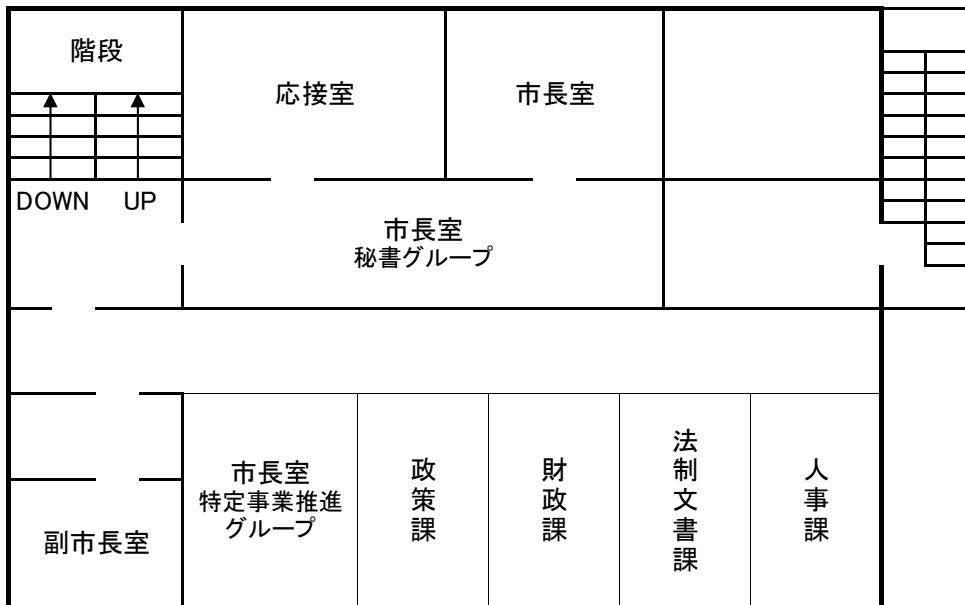 階段
応接室
市長室
DOWN UP
市長室
秘書グループ
市長室
特定事業推進
グループ
政策課
財政課
法制文書課
人事課
副市長室